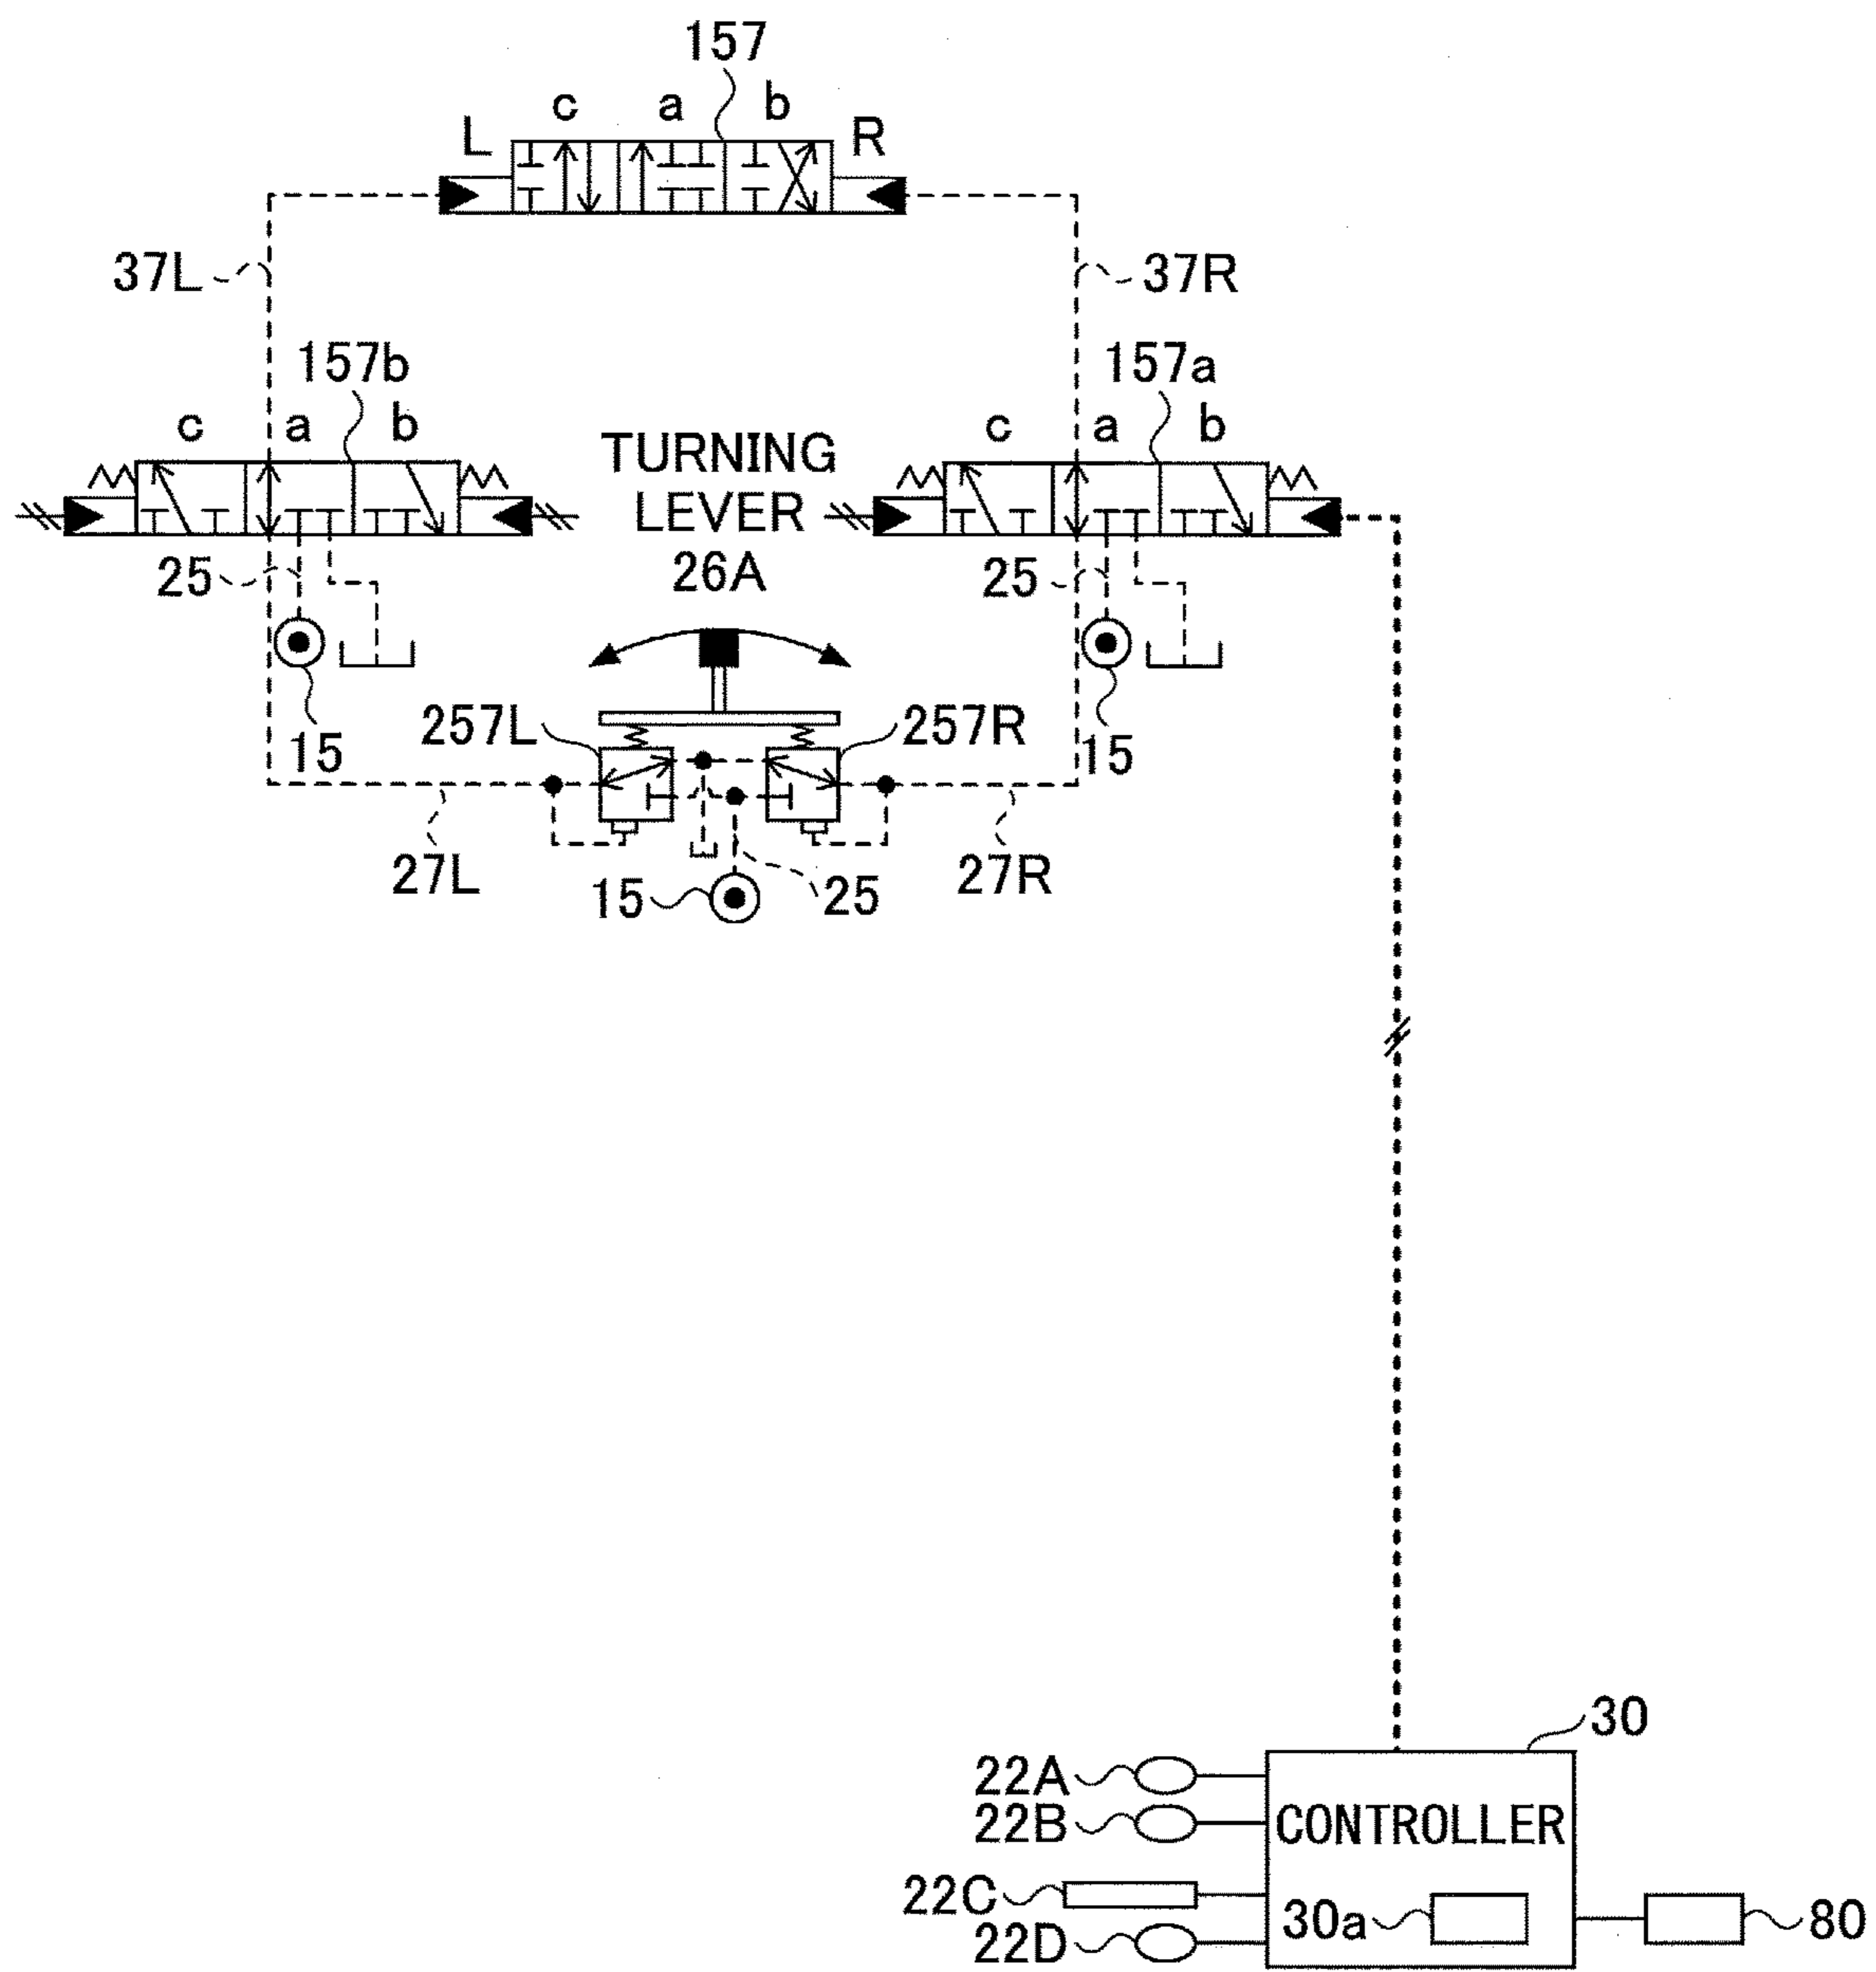 157
c a b
L R
37L 37R
157b 157a
c a b c a b
TURNING
LEVER
26A
25 25
15 15
257L 257R
27L 27R
15 25
30
22A
22B
CONTROLLER
22C
30a 80
22D